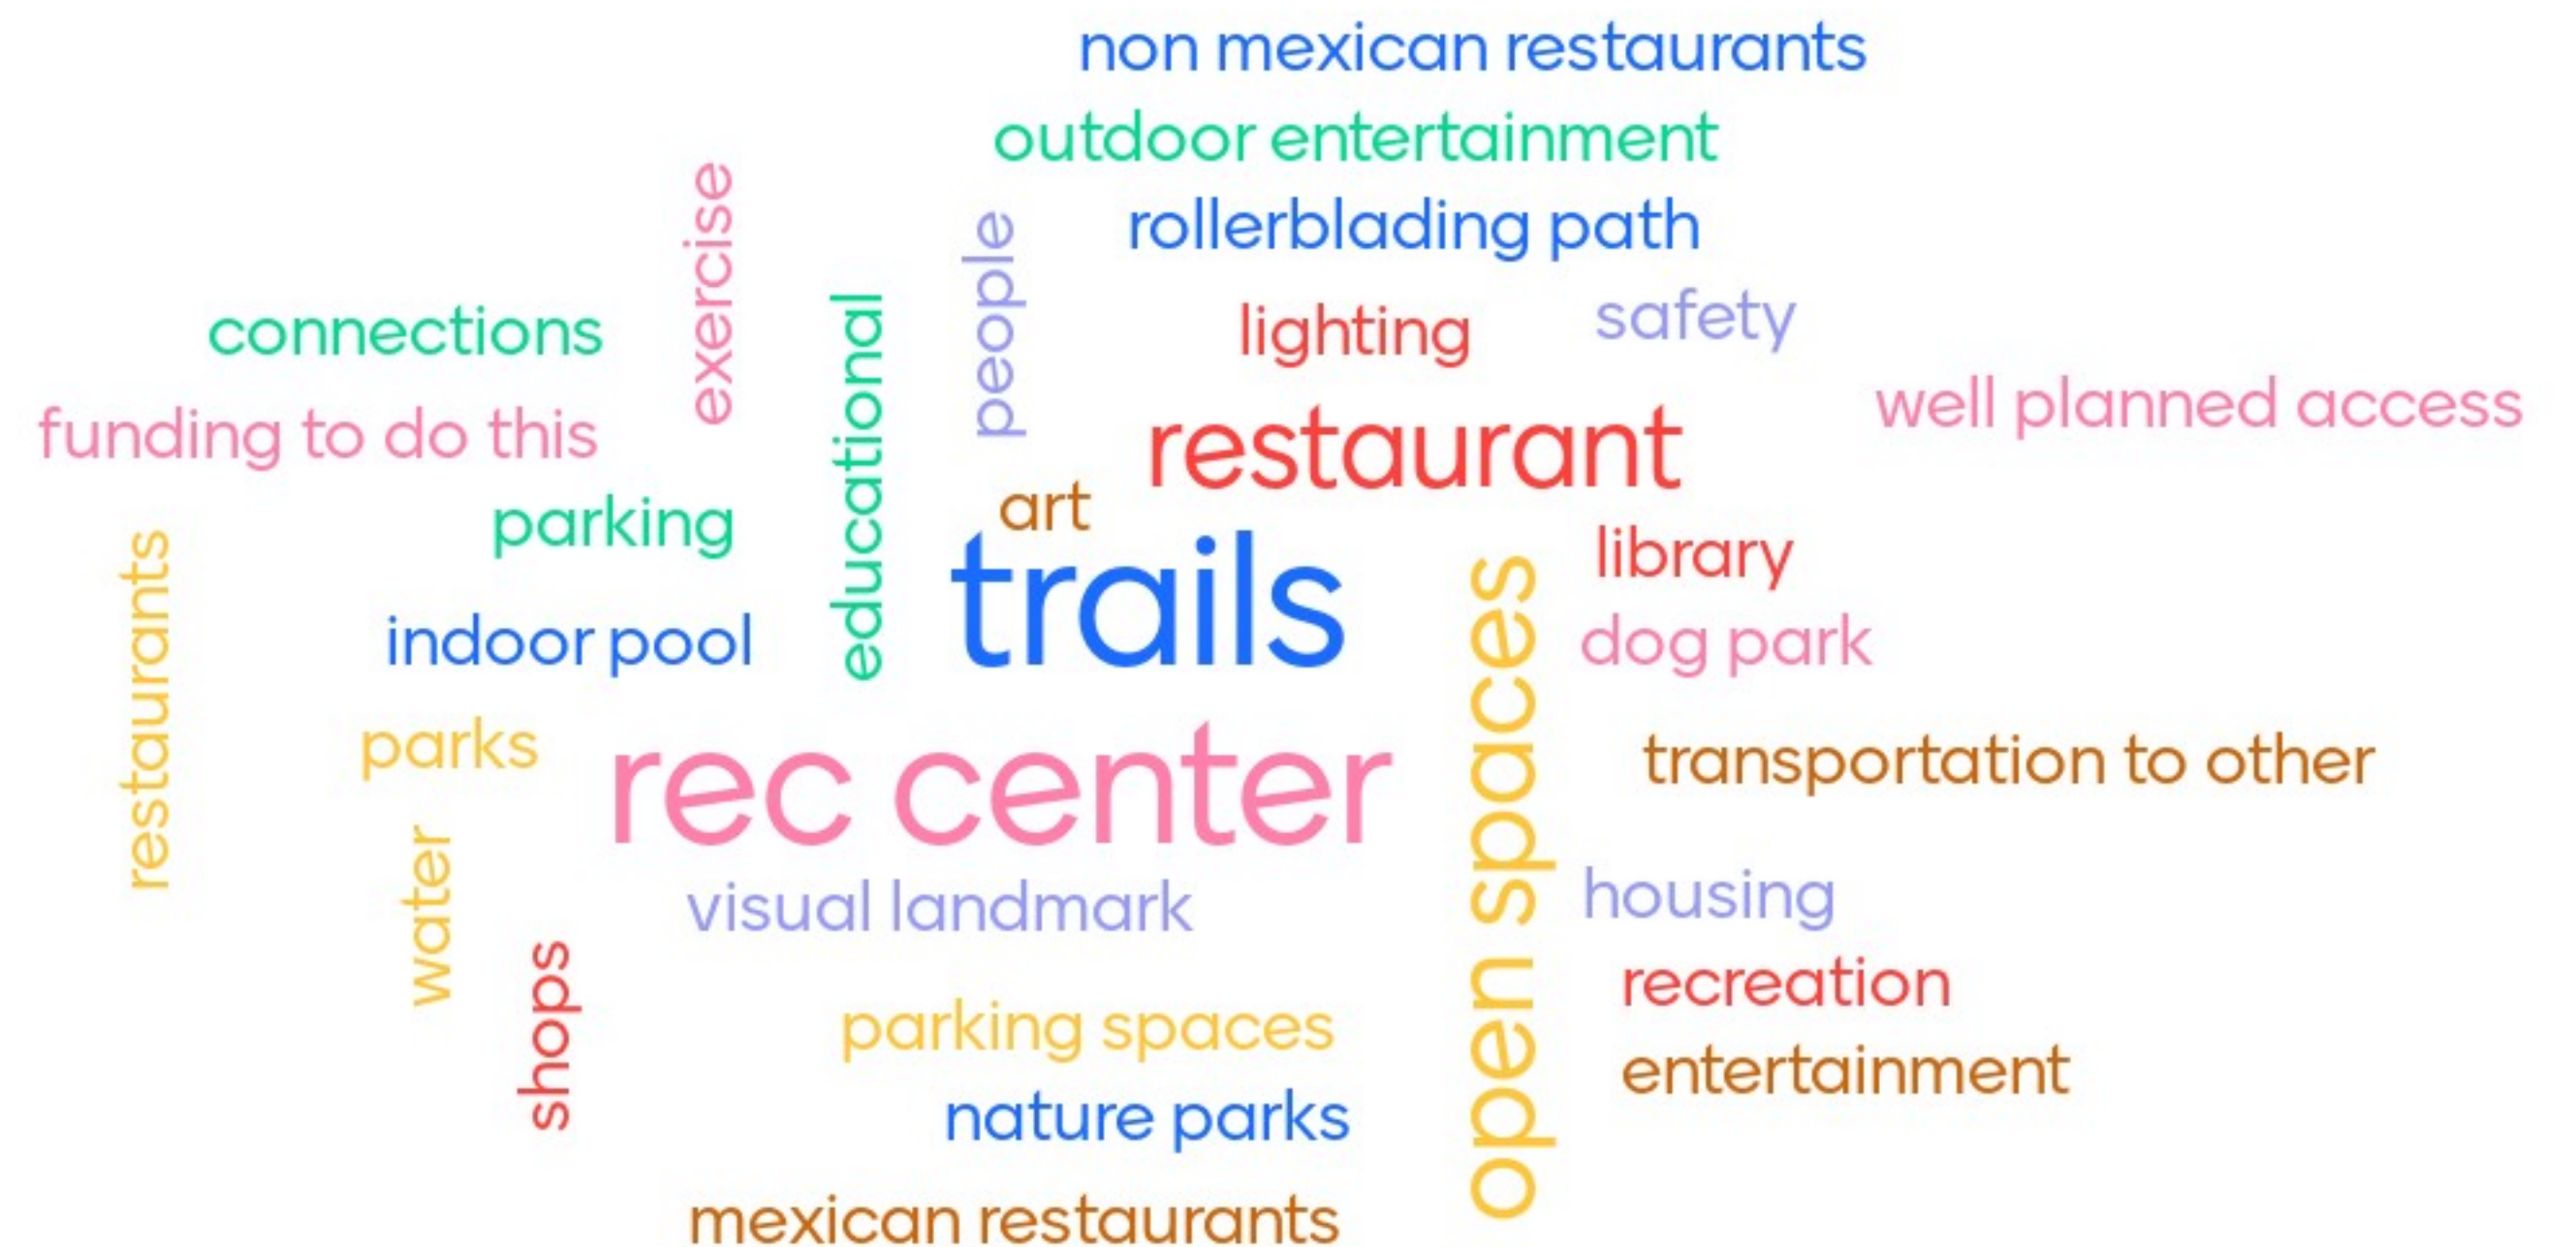 non mexican restaurants
outdoor entertainment
exercise
people
rollerblading path
educational
connections
lighting
safety
funding to do this
restaurant
well planned access
parking
art
restaurants
trails
library
indoor pool
open spaces
dog park
parks
rec center
transportation to other
water
visual landmark
housing
shops
recreation
parking spaces
entertainment
nature parks
mexican restaurants